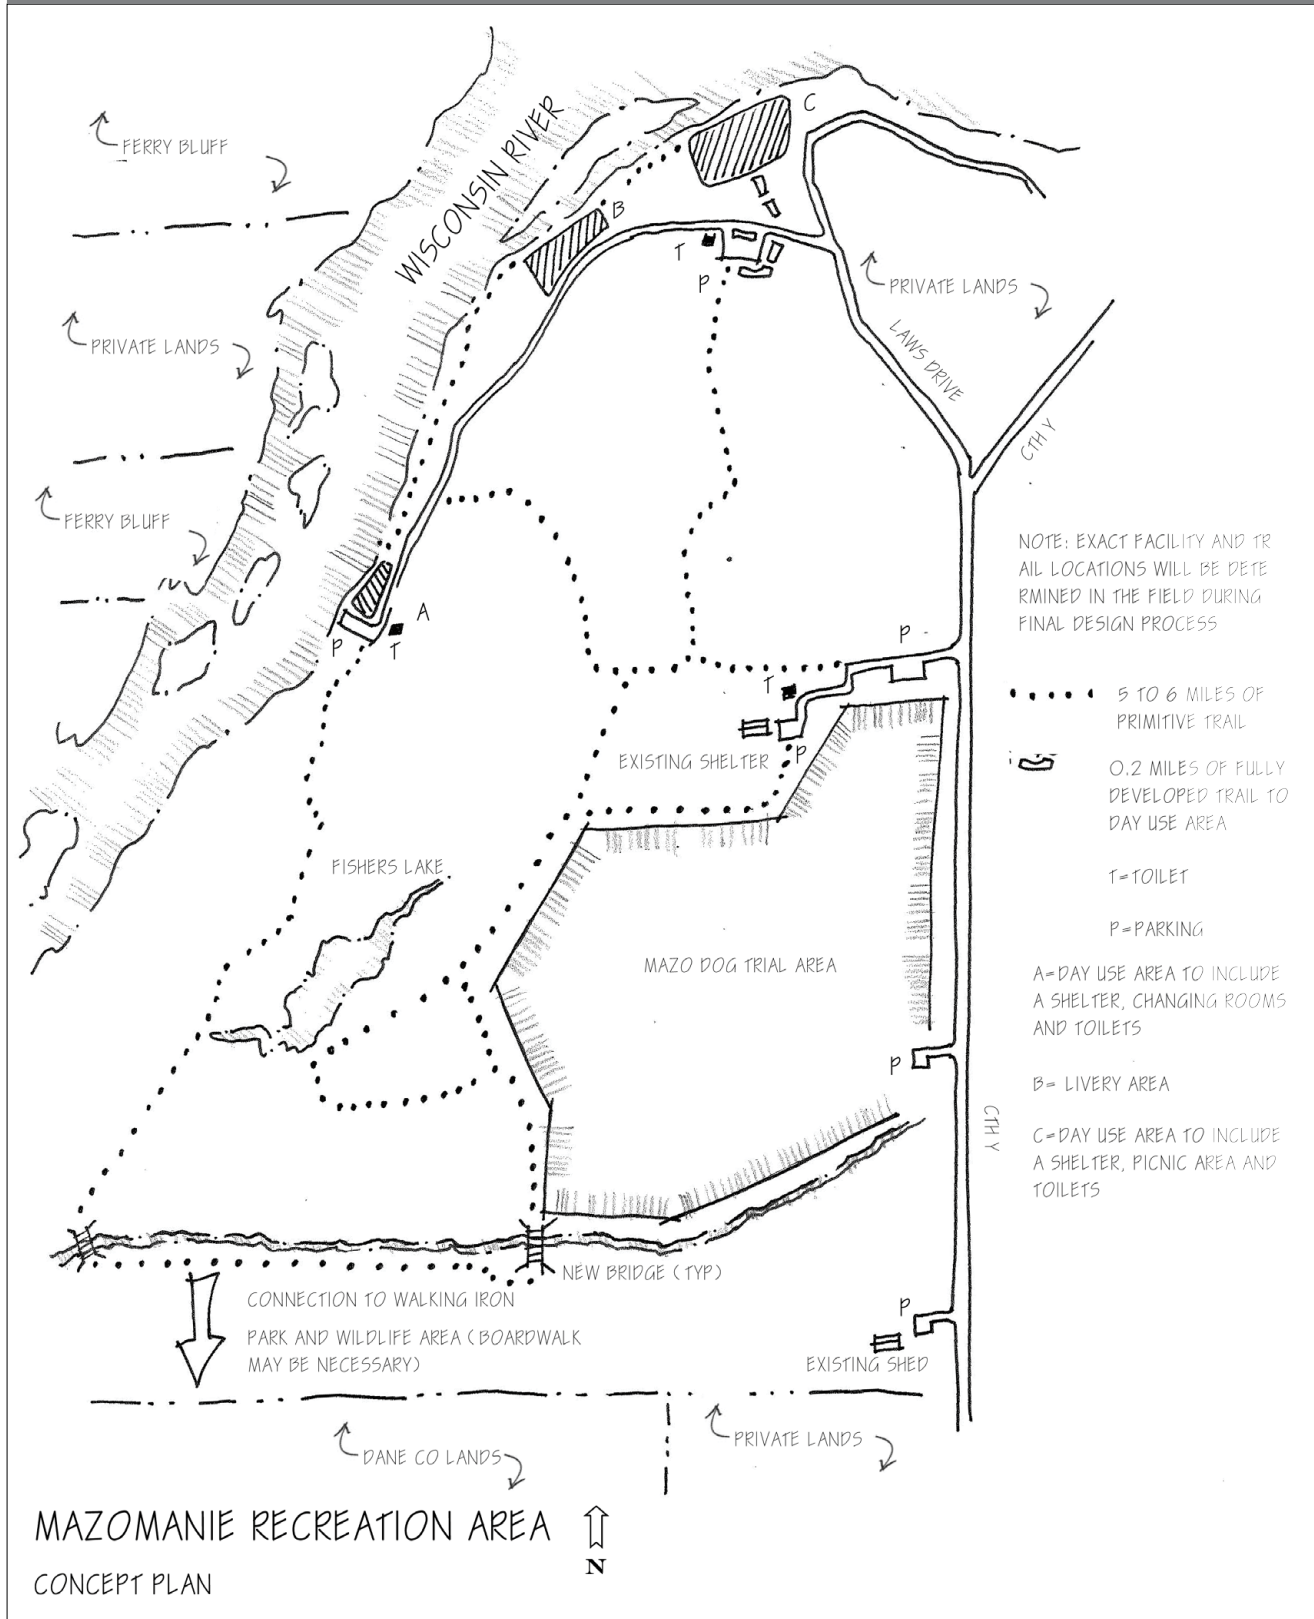 C
FERRY BLUFF
WISCONSIN RIVER
B
T
P
PRIVATE LANDS
PRIVATE LANDS
LAWS DRIVE
CTH Y
FERRY BLUFF
NOTE: EXACT FACILITY AND TR
AIL LOCATIONS WILL BE DETE
RMINED IN THE FIELD DURING
FINAL DESIGN PROCESS
A
P
T
P
T
P
EXISTING SHELTER
5 TO 6 MILES OF
PRIMITIVE TRAIL
0.2 MILES OF FULLY
DEVELOPED TRAIL TO
DAY USE AREA
FISHERS LAKE
T=TOILET
P=PARKING
MAZO DOG TRIAL AREA
A=DAY USE AREA TO INCLUDE
A SHELTER, CHANGING ROOMS
AND TOILETS
P
B= LIVERY AREA
CTH Y
C=DAY USE AREA TO INCLUDE
A SHELTER, PICNIC AREA AND
TOILETS
NEW BRIDGE (TYP)
CONNECTION TO WALKING IRON
PARK AND WILDLIFE AREA (BOARDWALK
MAY BE NECESSARY)
P
EXISTING SHED
DANE CO LANDS
PRIVATE LANDS
MAZOMANIE RECREATION AREA
N
CONCEPT PLAN